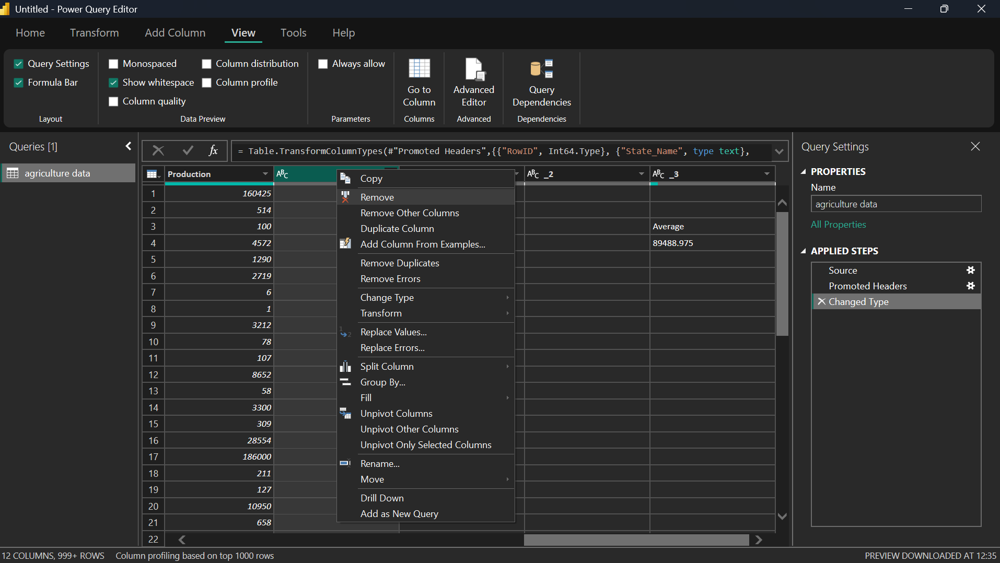 Untitled - Power Query Editor
Home Transform Add Column View Tools Help
Query Settings
Formula Bar
Layout
Monospaced
Show whitespace
Column quality
Column distribution
Column profile
Data Preview
Always allow
Parameters
Go to
Column
Columns
Advanced
Editor
Advanced
Query
Dependencies
Dependencies
Queries [1]
agriculture data
fx
= Table.TransformColumnTypes(#"Promoted Headers",{{"RowID", Int64.Type}, {"State_Name", type text},
Production ABC ABC _2 ABC _3
1 160425
2 514
3 100 Average
4 4572 89488.975
5 1290
6 2719
7 6
8 1
9 3212
10 78
11 107
12 8652
13 58
14 3300
15 309
16 28554
17 186000
18 211
19 127
20 10950
21 658
22
Copy
Remove
Remove Other Columns
Duplicate Column
Add Column From Examples...
Remove Duplicates
Remove Errors
Change Type
Transform
1 2
Replace Values...
Replace Errors...
Split Column
Group By...
Fill
Unpivot Columns
Unpivot Other Columns
Unpivot Only Selected Columns
Rename...
Move
Drill Down
Add as New Query
Query Settings
PROPERTIES
Name
agriculture data
All Properties
APPLIED STEPS
Source
Promoted Headers
Changed Type
12 COLUMNS, 999+ ROWS Column profiling based on top 1000 rows
PREVIEW DOWNLOADED AT 12:35